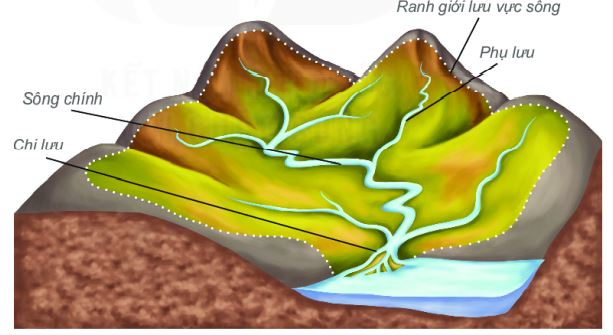 Ranh giới lưu vực sông
Phụ lưu
Sông chính
Chi lưu